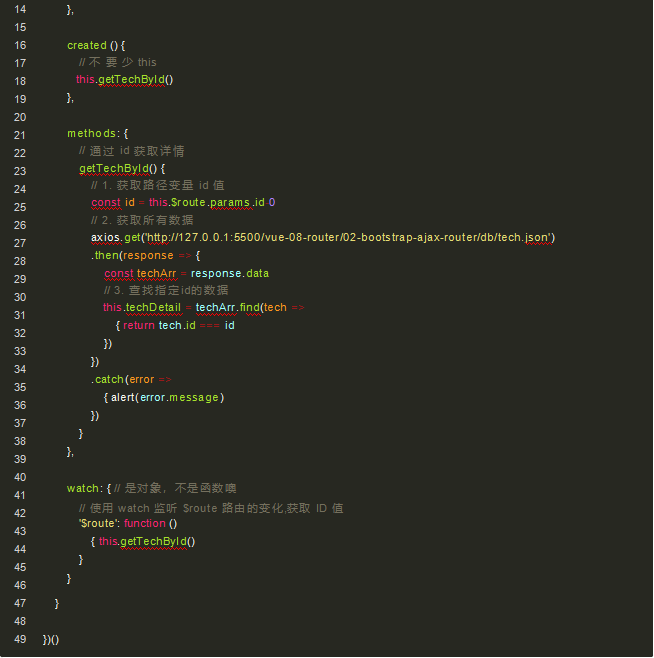 14 },
15
16 created () {
17 // 不 要 少 this
18 this.getTechById()
19 },
20
21 methods: {
22 // 通过 id 获取详情
23 getTechById() {
24 // 1. 获取路径变量 id 值
25 const id = this.$route.params.id-0
26 // 2. 获取所有数据
27 axios.get('http://127.0.0.1:5500/vue-08-router/02-bootstrap-ajax-router/db/tech.json')
28 .then(response => {
29 const techArr = response.data
30 // 3. 查找指定id的数据
31 this.techDetail = techArr.find(tech =>
32 { return tech.id === id
33 })
34 })
35 .catch(error =>
36 { alert(error.message)
37 })
38 }
39 },
40
41 watch: { // 是对象，不是函数噢
42 // 使用 watch 监听 $route 路由的变化,获取 ID 值
43 '$route': function ()
44 { this.getTechById()
45 }
46 }
47 }
48
49 })()